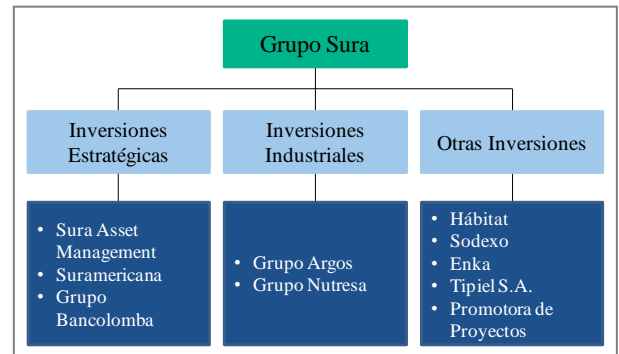 Grupo Sura
Inversiones
Estratégicas
Inversiones
Industriales
Otras Inversiones
• Sura Asset
Management
• Suramericana
• Grupo
Bancolomba
• Grupo Argos
• Grupo Nutresa
• Hábitat
• Sodexo
• Enka
• Tipiel S.A.
• Promotora de
Proyectos